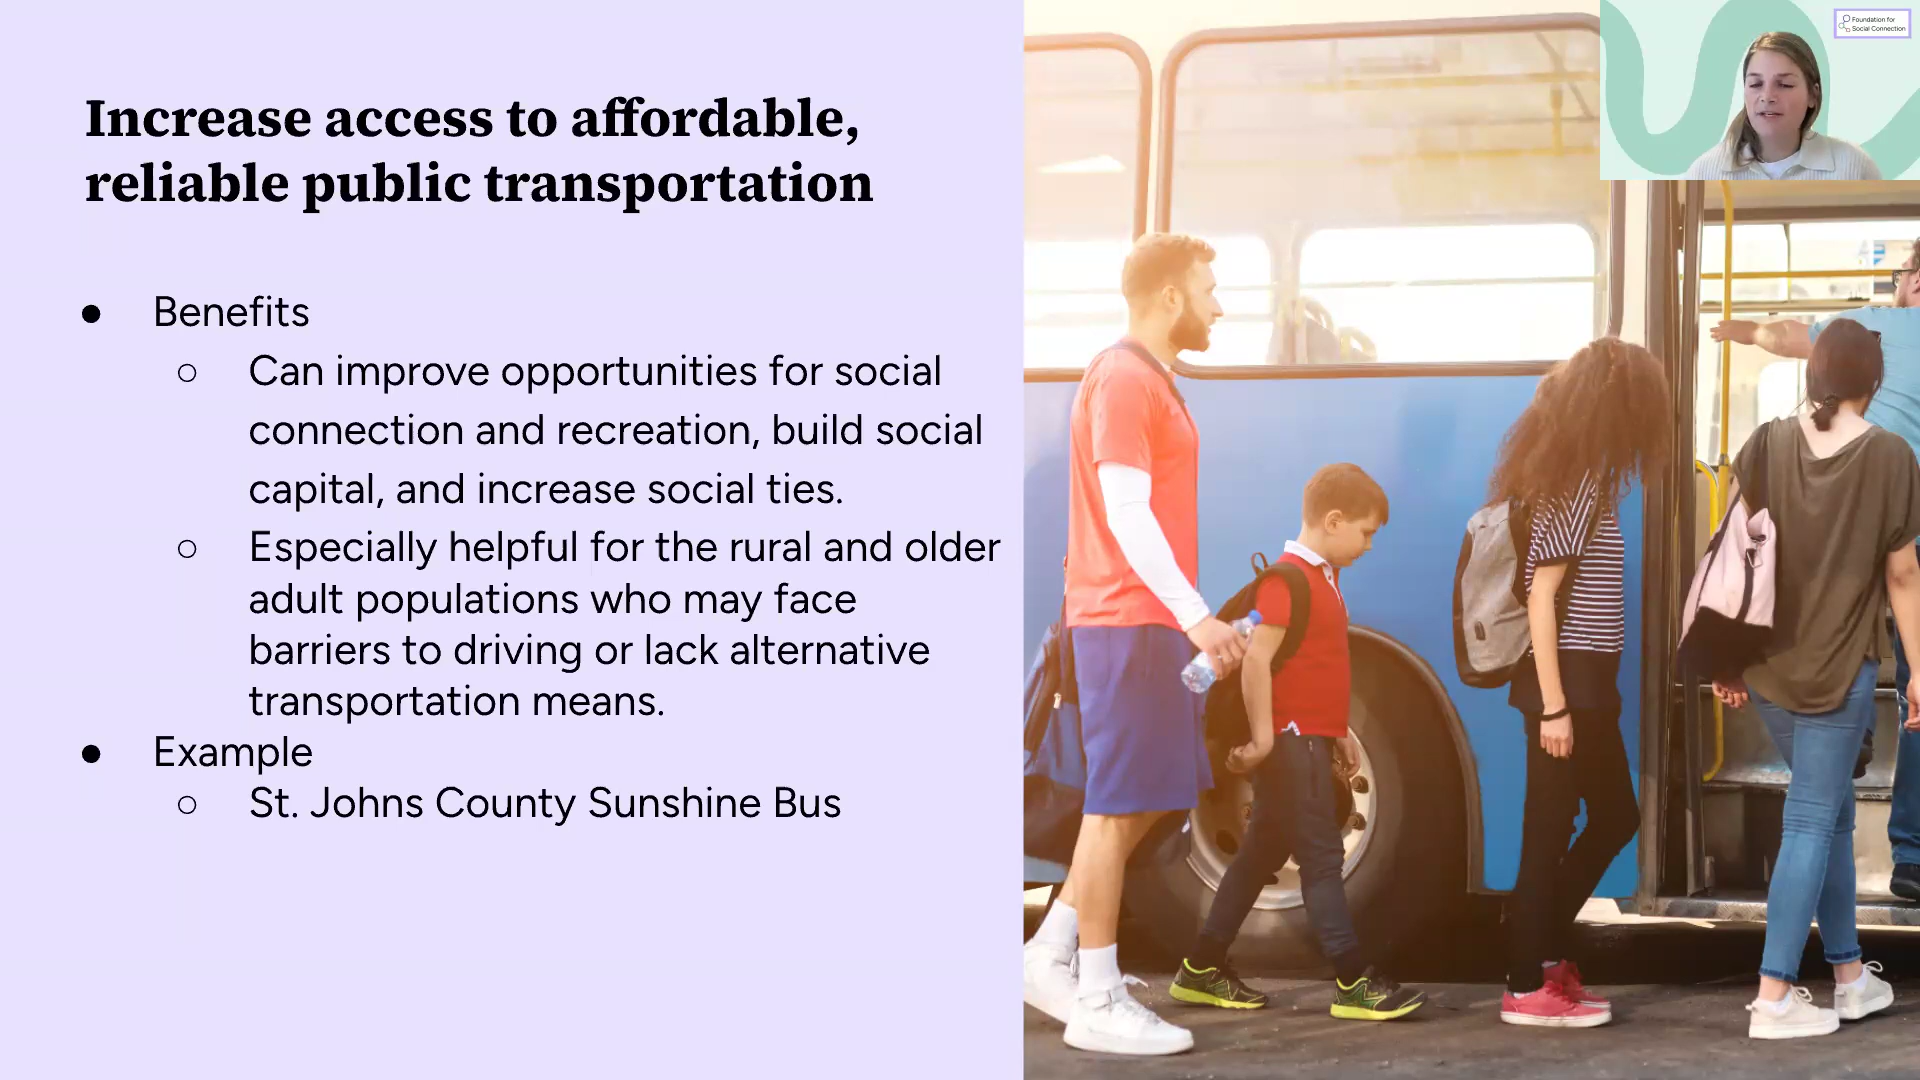 Increase access to affordable,
reliable public transportation
● Benefits
○ Can improve opportunities for social
connection and recreation, build social
capital, and increase social ties.
○ Especially helpful for the rural and older
adult populations who may face
barriers to driving or lack alternative
transportation means.
● Example
○ St. Johns County Sunshine Bus
Foundation for
Social Connection